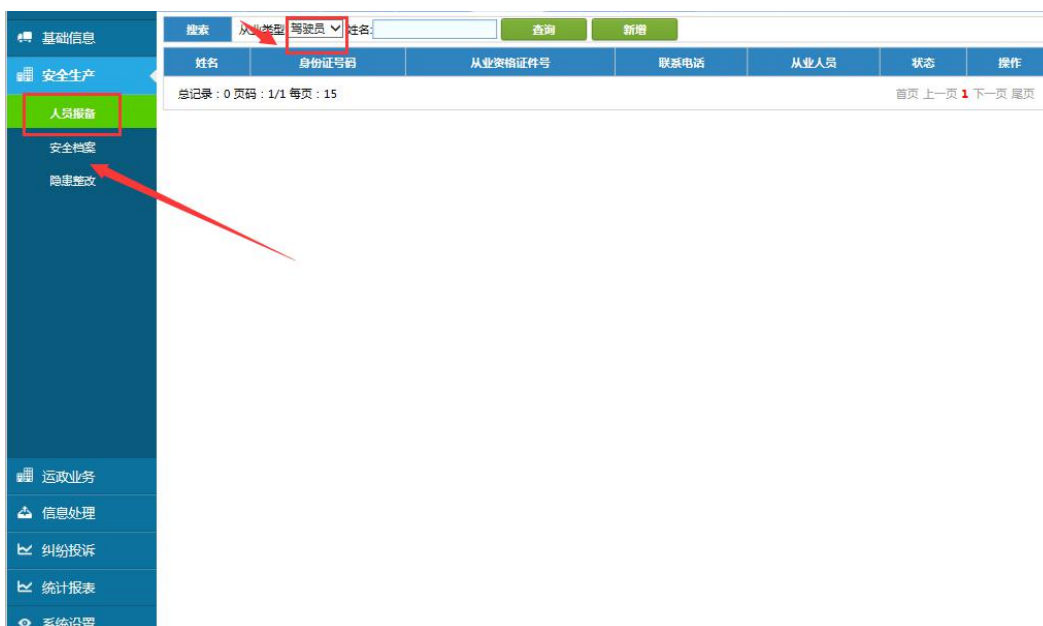 基础信息
安全生产
人员报备
安全档案
隐患整改
运政业务
信息处理
纠纷投诉
统计报表
系统设置
搜索 从业类型 驾驶员 姓名: 查询 新增
姓名 身份证号码 从业资格证件号 联系电话 从业人员 状态 操作
总记录：0 页码：1/1 每页：15 首页 上一页 1 下一页 尾页